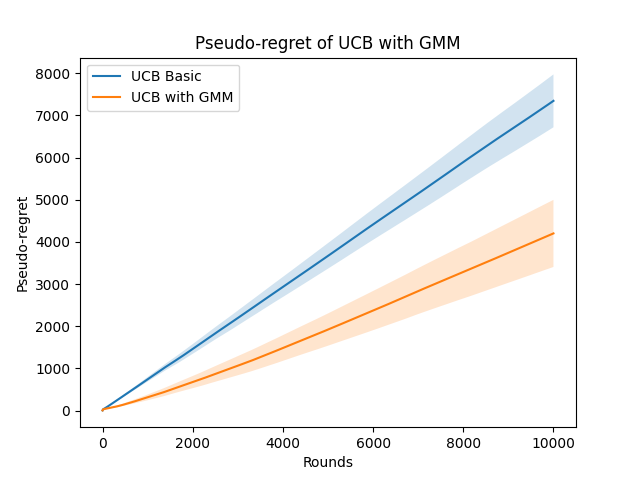 Pseudo-regret of UCB with GMM
UCB Basic
UCB with GMM
8000
7000
6000
5000
4000
3000
2000
1000
0
Pseudo-regret
0 2000 4000 6000 8000 10000
Rounds